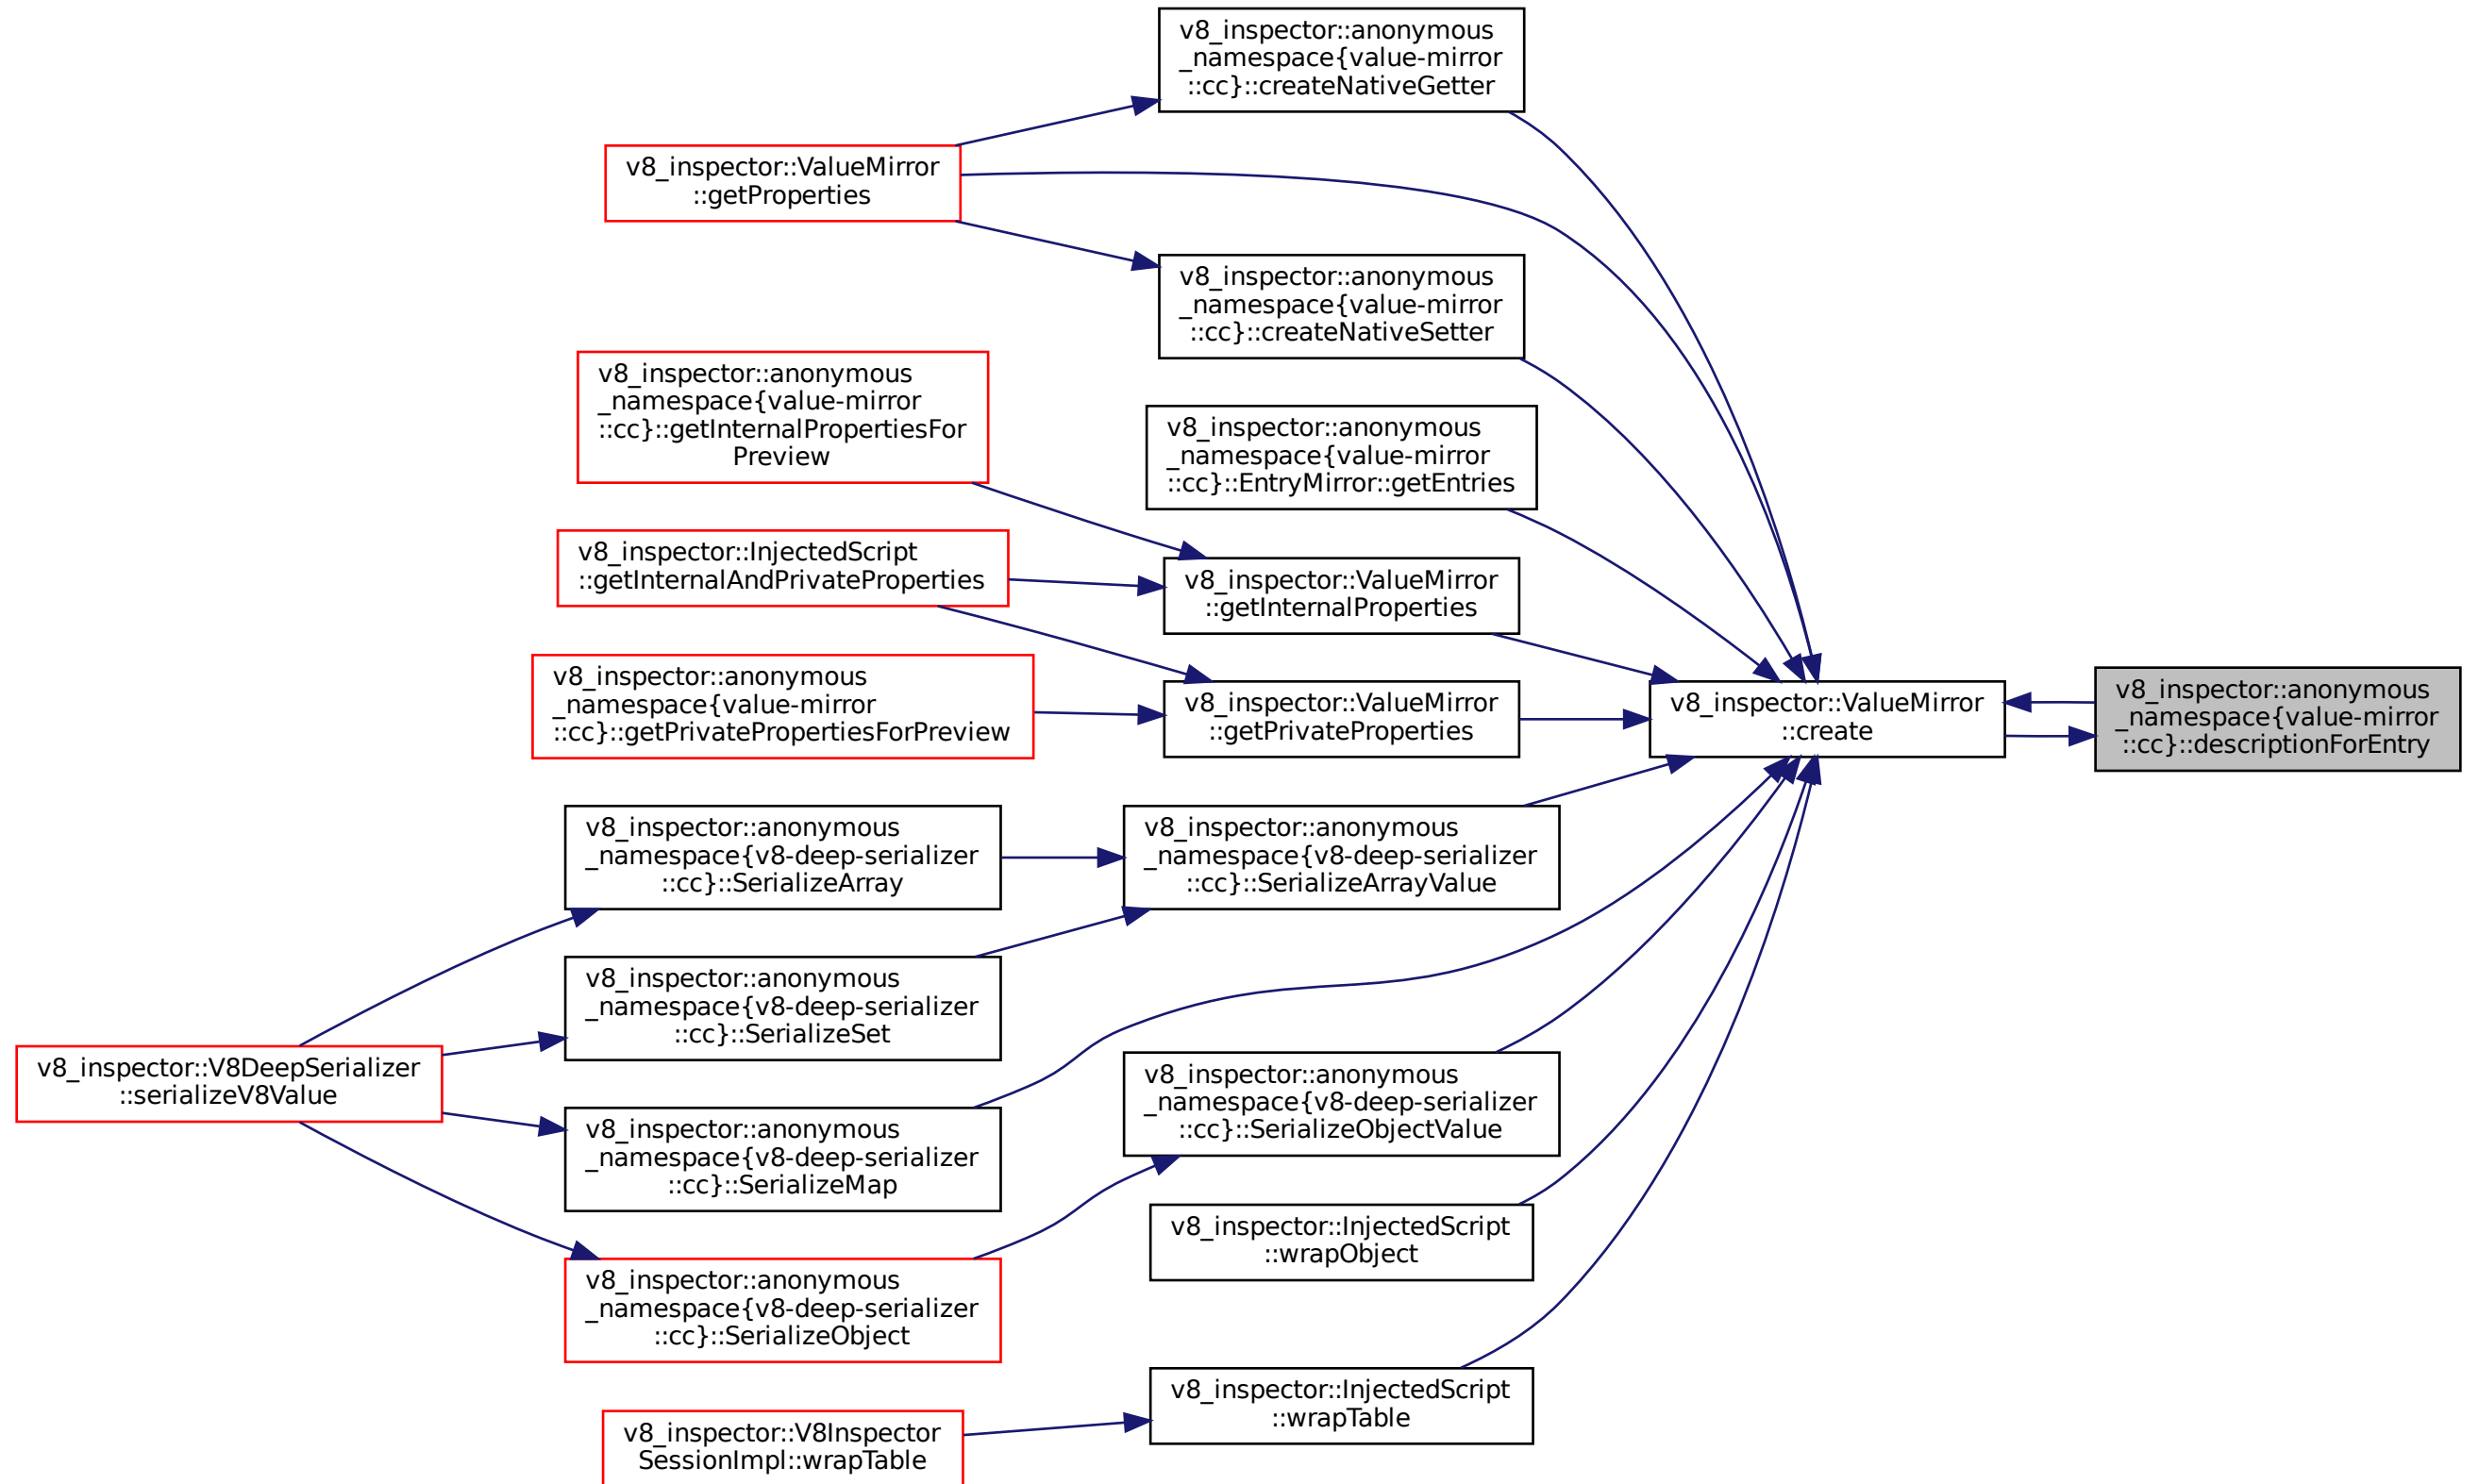 v8_inspector::anonymous
_namespace{value-mirror
::cc}::createNativeGetter
v8_inspector::ValueMirror
::getProperties
v8_inspector::anonymous
_namespace{value-mirror
::cc}::createNativeSetter
v8_inspector::anonymous
_namespace{value-mirror
::cc}::getInternalPropertiesFor
Preview
v8_inspector::anonymous
_namespace{value-mirror
::cc}::EntryMirror::getEntries
v8_inspector::InjectedScript
::getInternalAndPrivateProperties
v8_inspector::ValueMirror
::getInternalProperties
v8_inspector::anonymous
_namespace{value-mirror
::cc}::getPrivatePropertiesForPreview
v8_inspector::ValueMirror
::getPrivateProperties
v8_inspector::ValueMirror
::create
v8_inspector::anonymous
_namespace{value-mirror
::cc}::descriptionForEntry
v8_inspector::anonymous
_namespace{v8-deep-serializer
::cc}::SerializeArray
v8_inspector::anonymous
_namespace{v8-deep-serializer
::cc}::SerializeArrayValue
v8_inspector::anonymous
_namespace{v8-deep-serializer
::cc}::SerializeSet
v8_inspector::V8DeepSerializer
::serializeV8Value
v8_inspector::anonymous
_namespace{v8-deep-serializer
::cc}::SerializeMap
v8_inspector::anonymous
_namespace{v8-deep-serializer
::cc}::SerializeObjectValue
v8_inspector::InjectedScript
::wrapObject
v8_inspector::anonymous
_namespace{v8-deep-serializer
::cc}::SerializeObject
v8_inspector::InjectedScript
::wrapTable
v8_inspector::V8Inspector
SessionImpl::wrapTable